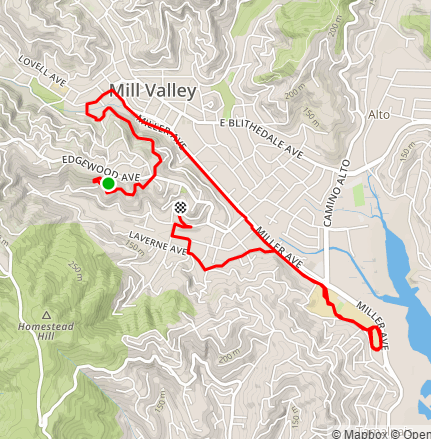 LOVELL AVE
200 m
Mill Valley
MILLER AVE
E BLITHEDALE AVE
Alto
150 m
EDGEWOOD AVE
150 m
CAMINO ALTO
LAVERNE AVE
MILLER AVE
250 m
Homestead
Hill
MILLER AVE
200 m
150 m
© Mapbox © Open